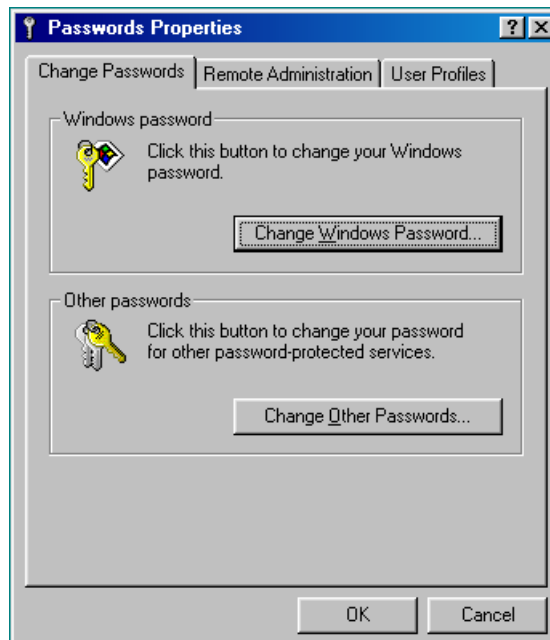 Passwords Properties
Change Passwords Remote Administration User Profiles
Windows password
Click this button to change your Windows
password.
Change Windows Password...
Other passwords
Click this button to change your password
for other password-protected services.
Change Other Passwords...
OK Cancel